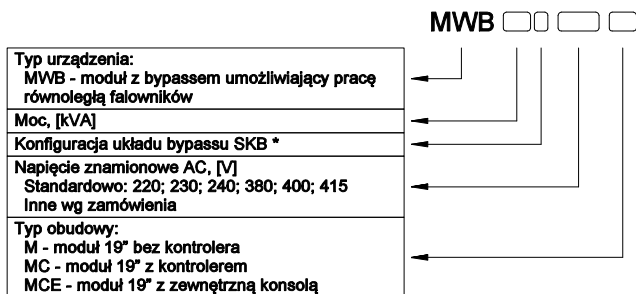 MWB
Typ urządzenia:
MWB - moduł z bypassem umożliwiający pracę
równoległą falowników
Moc, [kVA]
Konfiguracja układu bypassu SKB *
Napięcie znamionowe AC, [V]
Standardowo: 220; 230; 240; 380; 400; 415
Inne wg zamówienia
Typ obudowy:
M - moduł 19" bez kontrolera
MC - moduł 19" z kontrolerem
MCE - moduł 19" z zewnętrzną konsolą